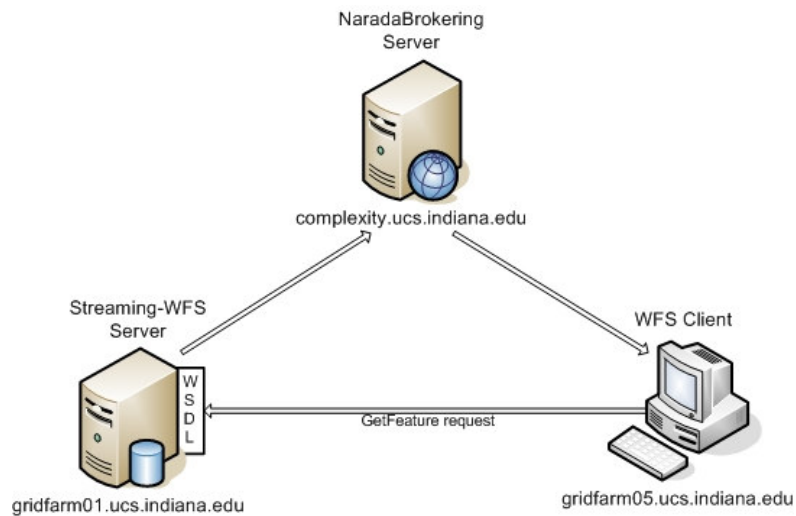 NaradaBrokering
Server
complexity.ucs.indiana.edu
Streaming-WFS
Server
WFS Client
W
S
D
L
GetFeature request
gridfarm01.ucs.indiana.edu
gridfarm05.ucs.indiana.edu